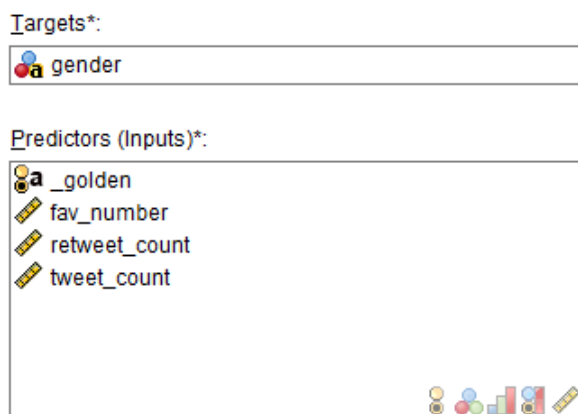 Targets*:
a gender
Predictors (Inputs)*:
a _golden
fav_number
retweet_count
tweet_count